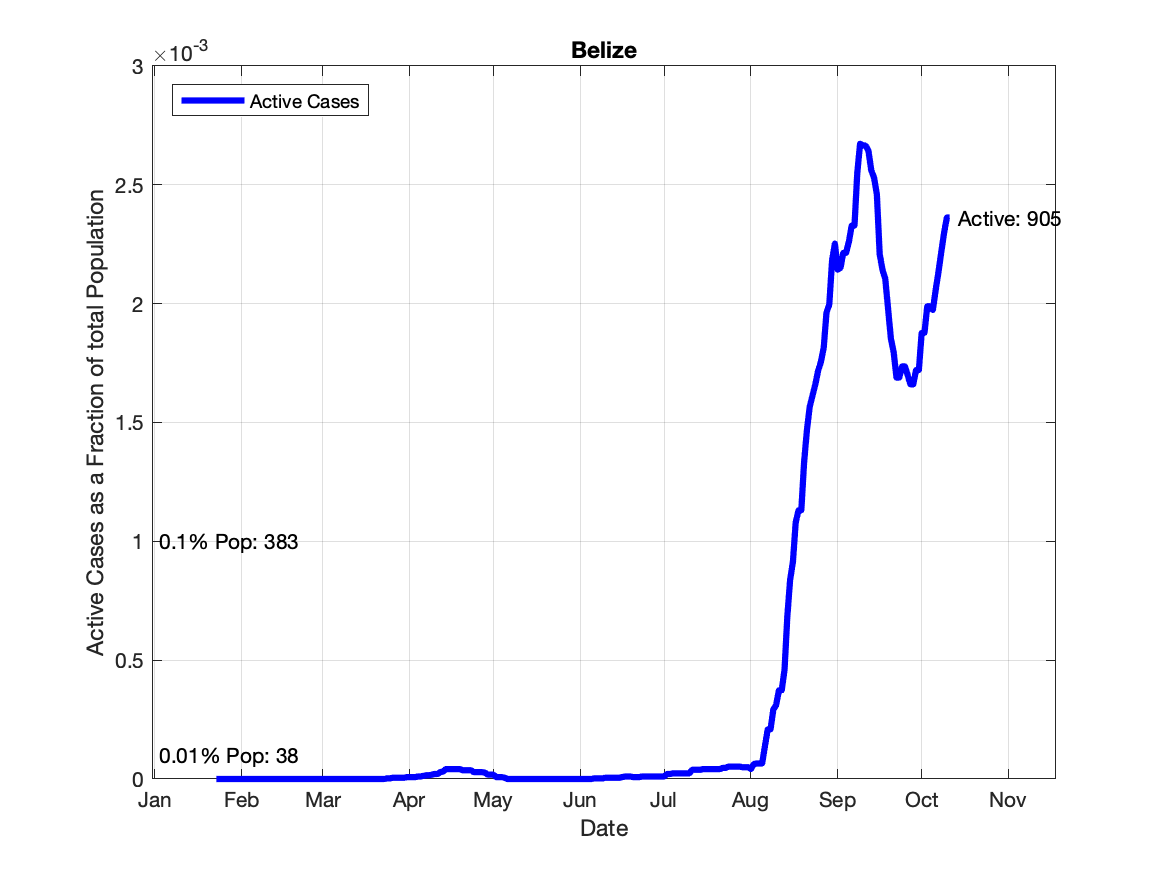 ×10-3
Belize
Active Cases
3
2.5
2
1.5
1
0.5
0
Active Cases as a Fraction of total Population
Active: 905
0.1% Pop: 383
0.01% Pop: 38
Jan Feb Mar Apr May Jun Jul Aug Sep Oct Nov
Date